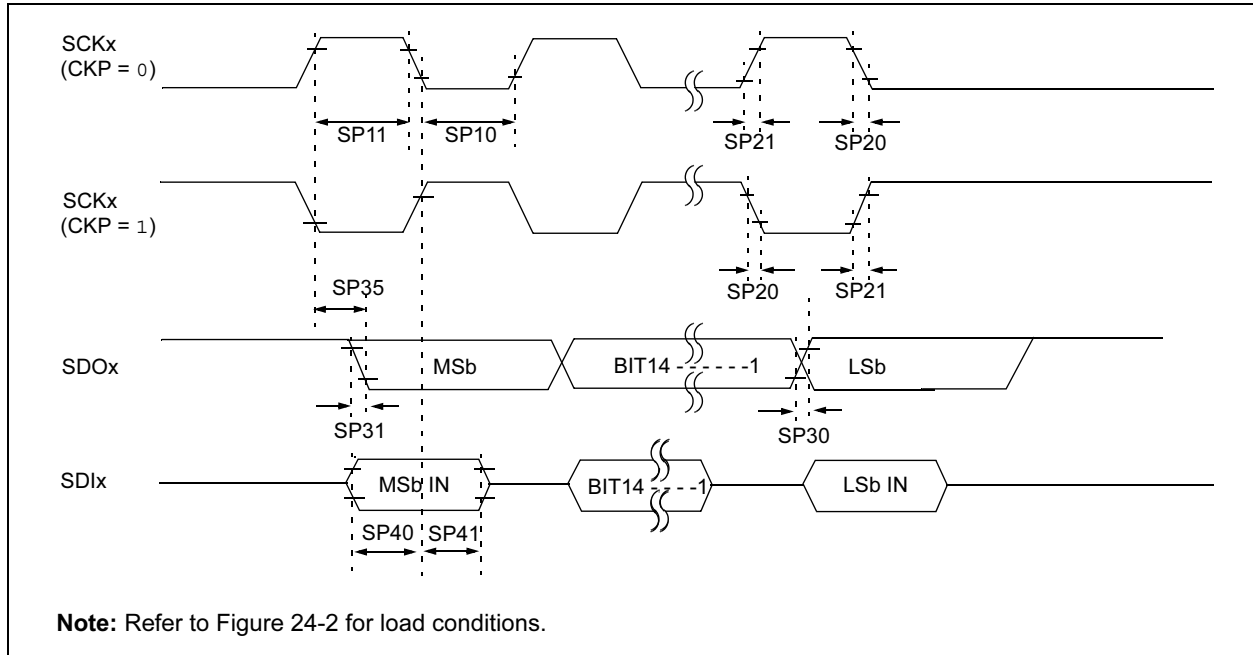 SCKx
(CKP = 0)
SP11
SP10
SP21
SP20
SCKx
(CKP = 1)
SP35
SP20
SP21
SDOx
MSb
BIT14 - - - - - -1
LSb
SP31
SP30
SDIx
MSb IN
BIT14 - - - -1
LSb IN
SP40
SP41
Note: Refer to Figure 24-2 for load conditions.